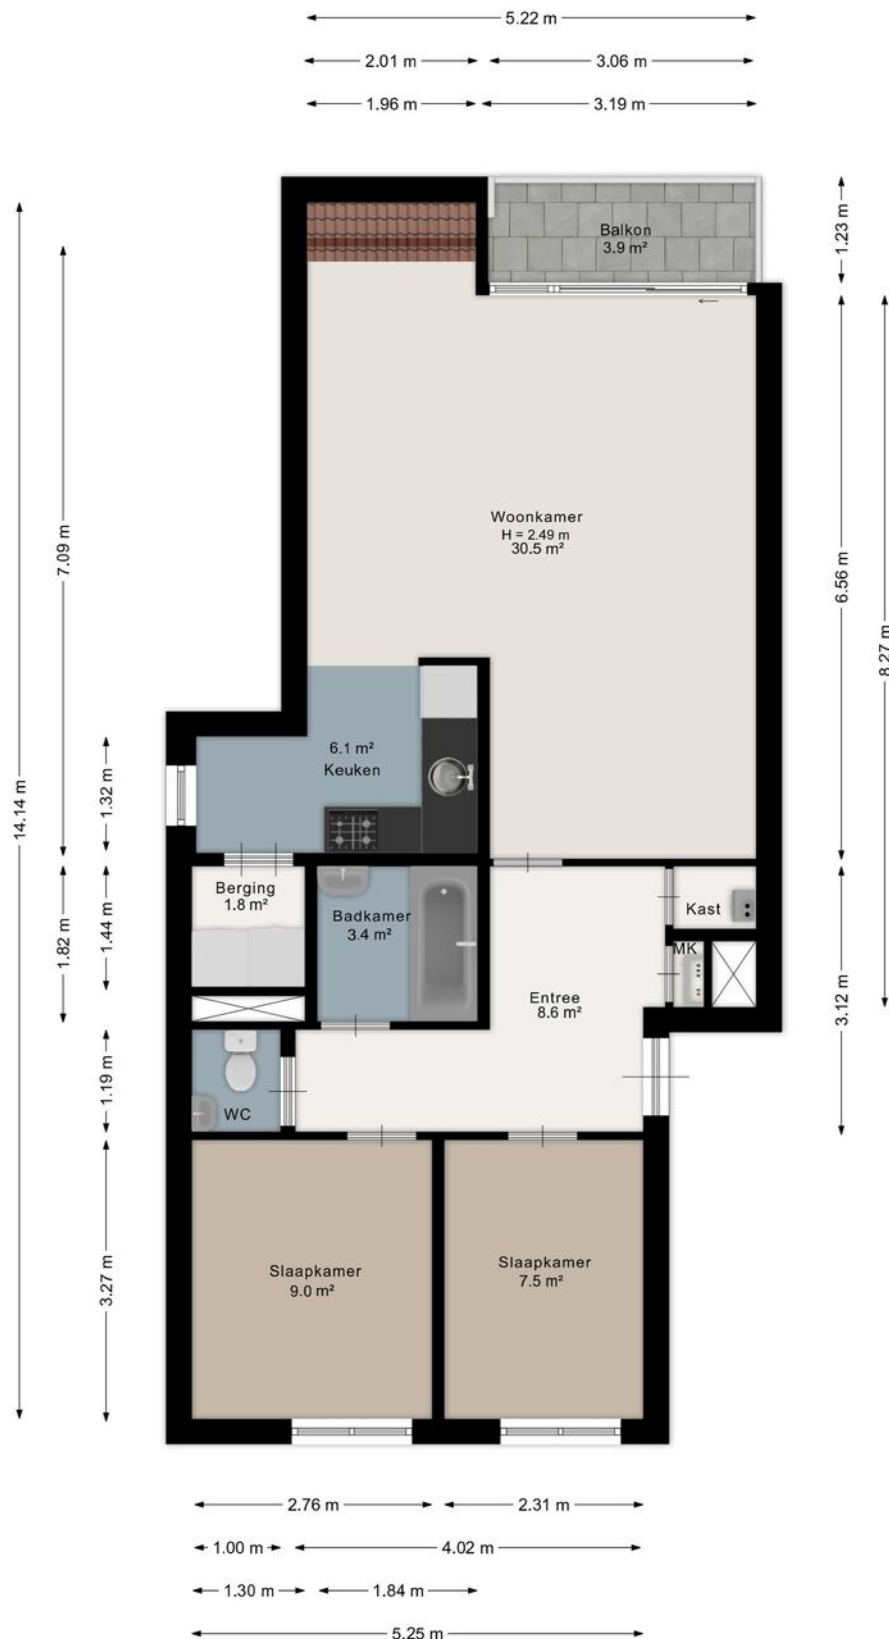 5.22 m
2.01 m
3.06 m
1.96 m
3.19 m
Balkon
3.9 m²
1.23 m
7.09 m
14.14 m
Woonkamer
H = 2.49 m
30.5 m²
6.56 m
8.27 m
6.1 m²
Keuken
1.32 m
Berging
1.8 m²
1.44 m
1.82 m
Badkamer
3.4 m²
Kast
MK
Entree
8.6 m²
3.12 m
1.19 m
WC
3.27 m
Slaapkamer
9.0 m²
Slaapkamer
7.5 m²
2.76 m
2.31 m
1.00 m
4.02 m
1.30 m
1.84 m
5.25 m